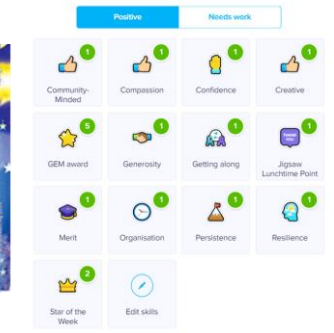 Positive Needs work
1 1 1 1
Community-Minded Compassion Confidence Creative
5 1 1 1
GEM award Generosity Getting along Jigsaw Lunchtime Point
1 1 1 1
Merit Organisation Persistence Resilience
2
Star of the Week Edit skills